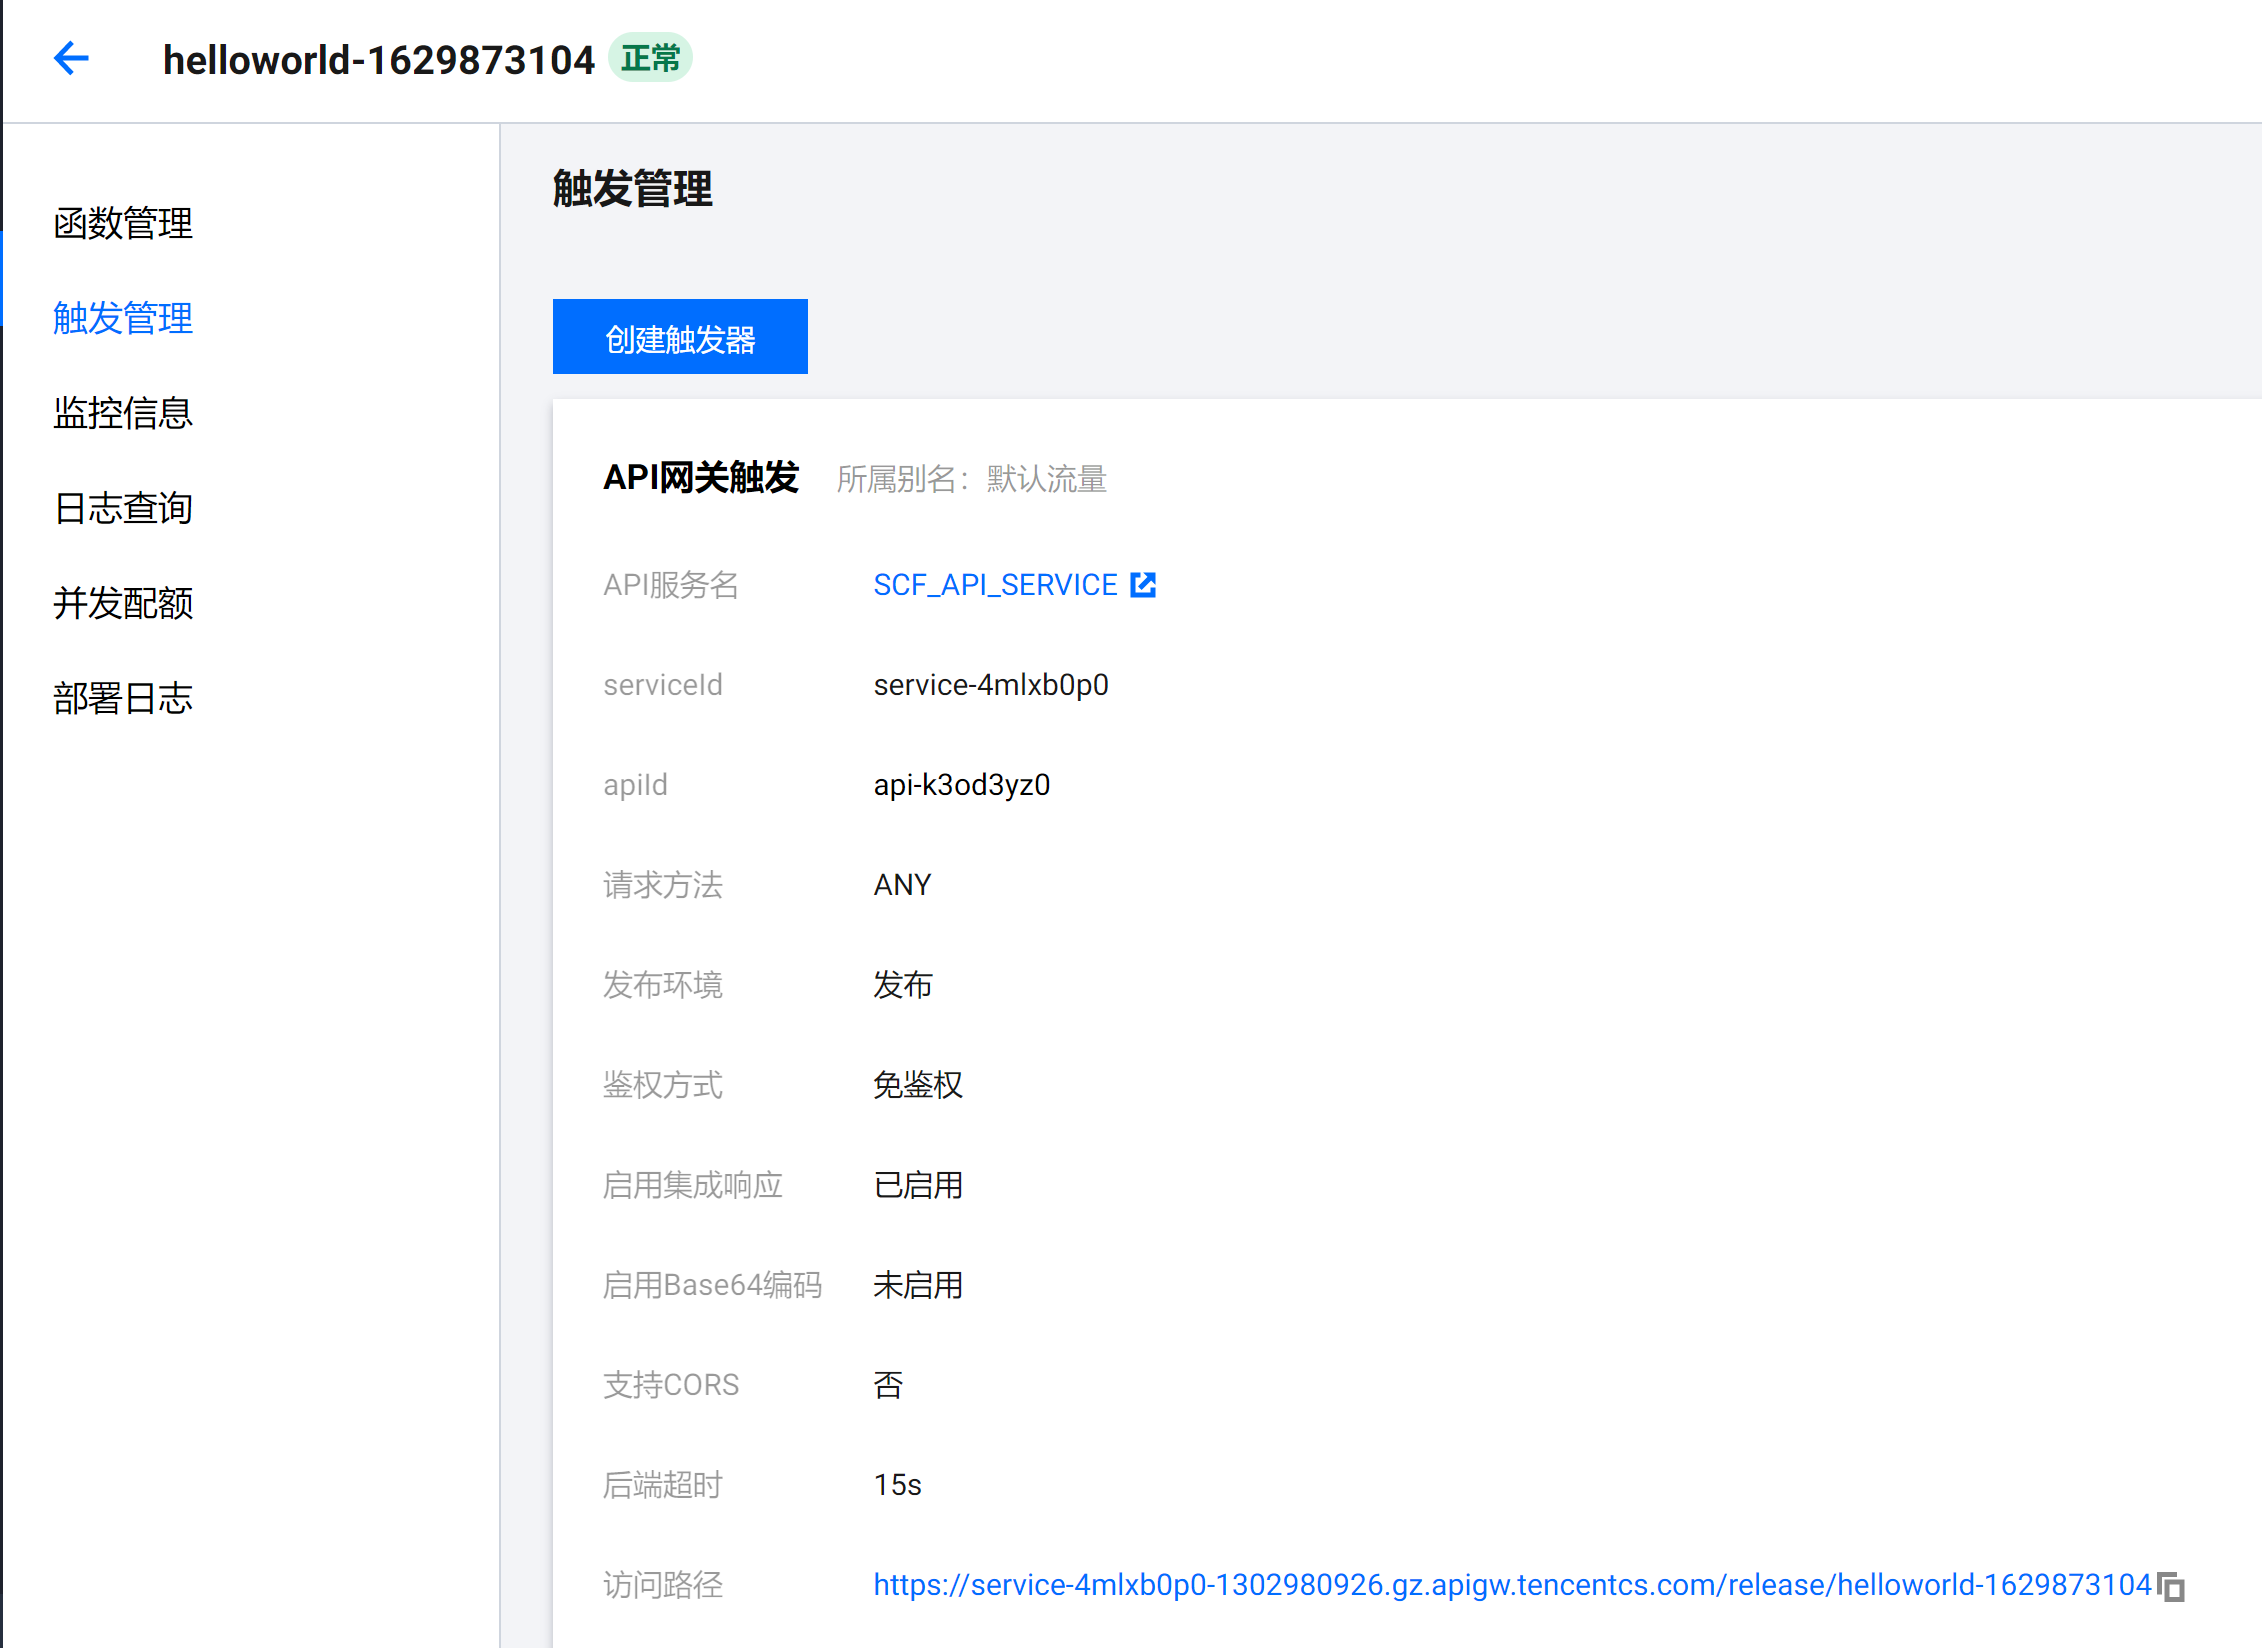 helloworld-1629873104 正常
函数管理
触发管理
监控信息
日志查询
并发配额
部署日志
触发管理
创建触发器
API网关触发 所属别名：默认流量
API服务名 SCF_API_SERVICE
serviceId service-4mlxb0p0
apiId api-k3od3yz0
请求方法 ANY
发布环境 发布
鉴权方式 免鉴权
启用集成响应 已启用
启用Base64编码 未启用
支持CORS 否
后端超时 15s
访问路径 https://service-4mlxb0p0-1302980926.gz.apigw.tencentcs.com/release/helloworld-1629873104